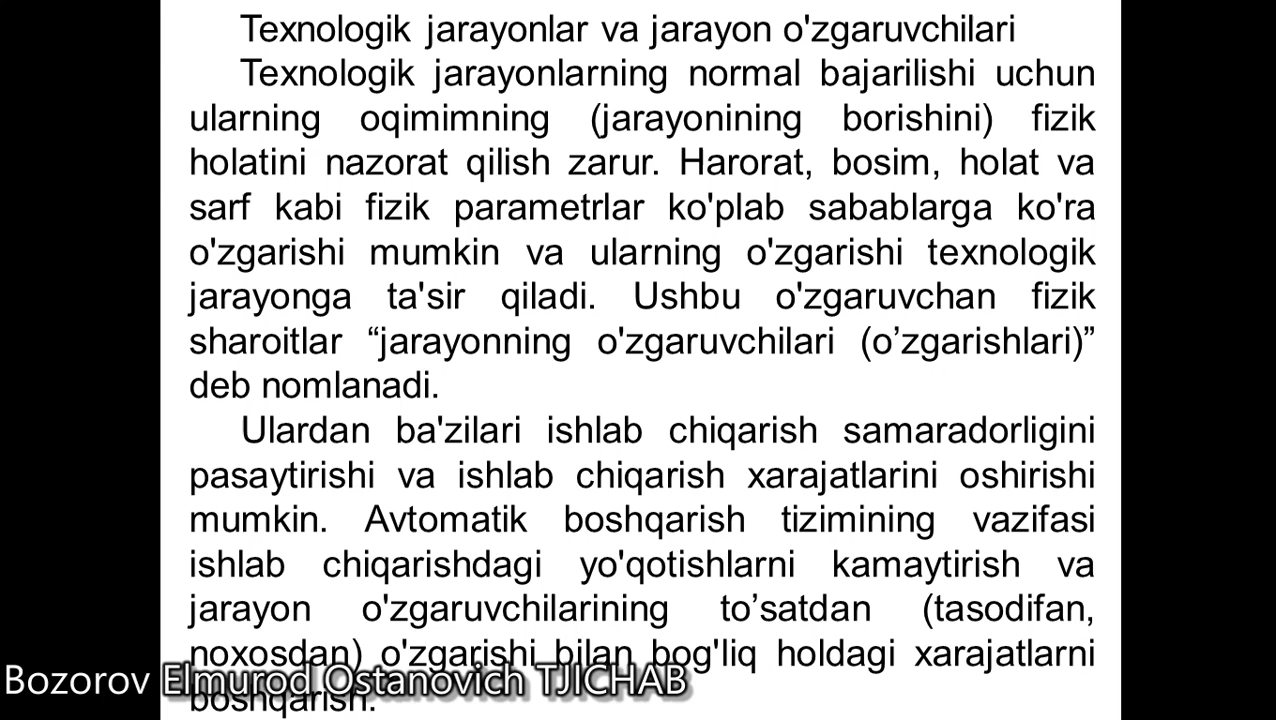 Texnologik jarayonlar va jarayon o'zgaruvchilari
Texnologik jarayonlarning normal bajarilishi uchun
ularning oqimimning (jarayonining borishini) fizik
holatini nazorat qilish zarur. Harorat, bosim, holat va
sarf kabi fizik parametrlar ko'plab sabablarga ko'ra
o'zgarishi mumkin va ularning o'zgarishi texnologik
jarayonga ta'sir qiladi. Ushbu o'zgaruvchan fizik
sharoitlar “jarayonning o'zgaruvchilari (o’zgarishlari)”
deb nomlanadi.
Ulardan ba'zilari ishlab chiqarish samaradorligini
pasaytirishi va ishlab chiqarish xarajatlarini oshirishi
mumkin. Avtomatik boshqarish tizimining vazifasi
ishlab chiqarishdagi yo'qotishlarni kamaytirish va
jarayon o'zgaruvchilarining to’satdan (tasodifan,
noxosdan) o'zgarishi bilan bog'liq holdagi xarajatlarni
boshqarish.
Bozorov Elmurod Ostanovich TJICHAB